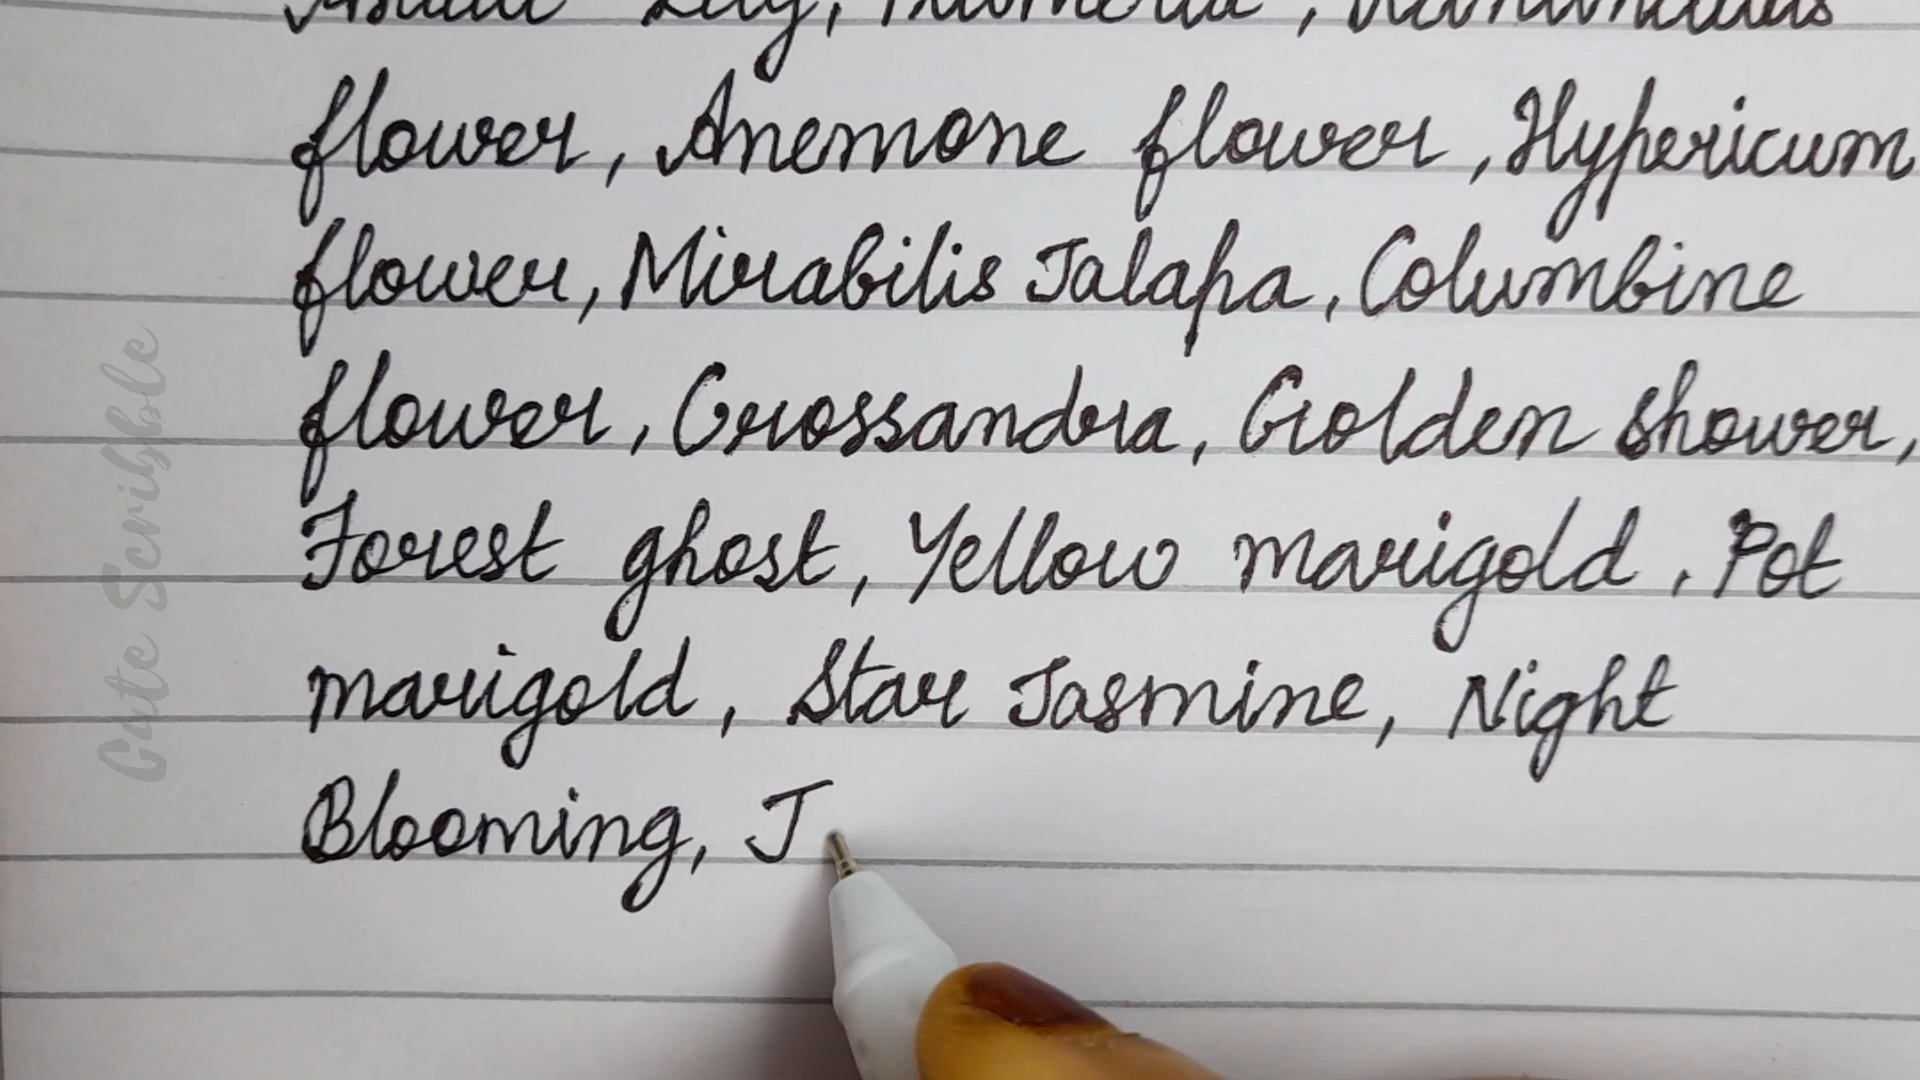 Lily,
flower, Anemone flower, Hypericum
flower, Mirabilis Jalapa, Columbine
flower, Crossandra, Golden shower,
Forest ghost, Yellow marigold, Pot
marigold, Star Jasmine, Night
Blooming, J
Cute Scribble